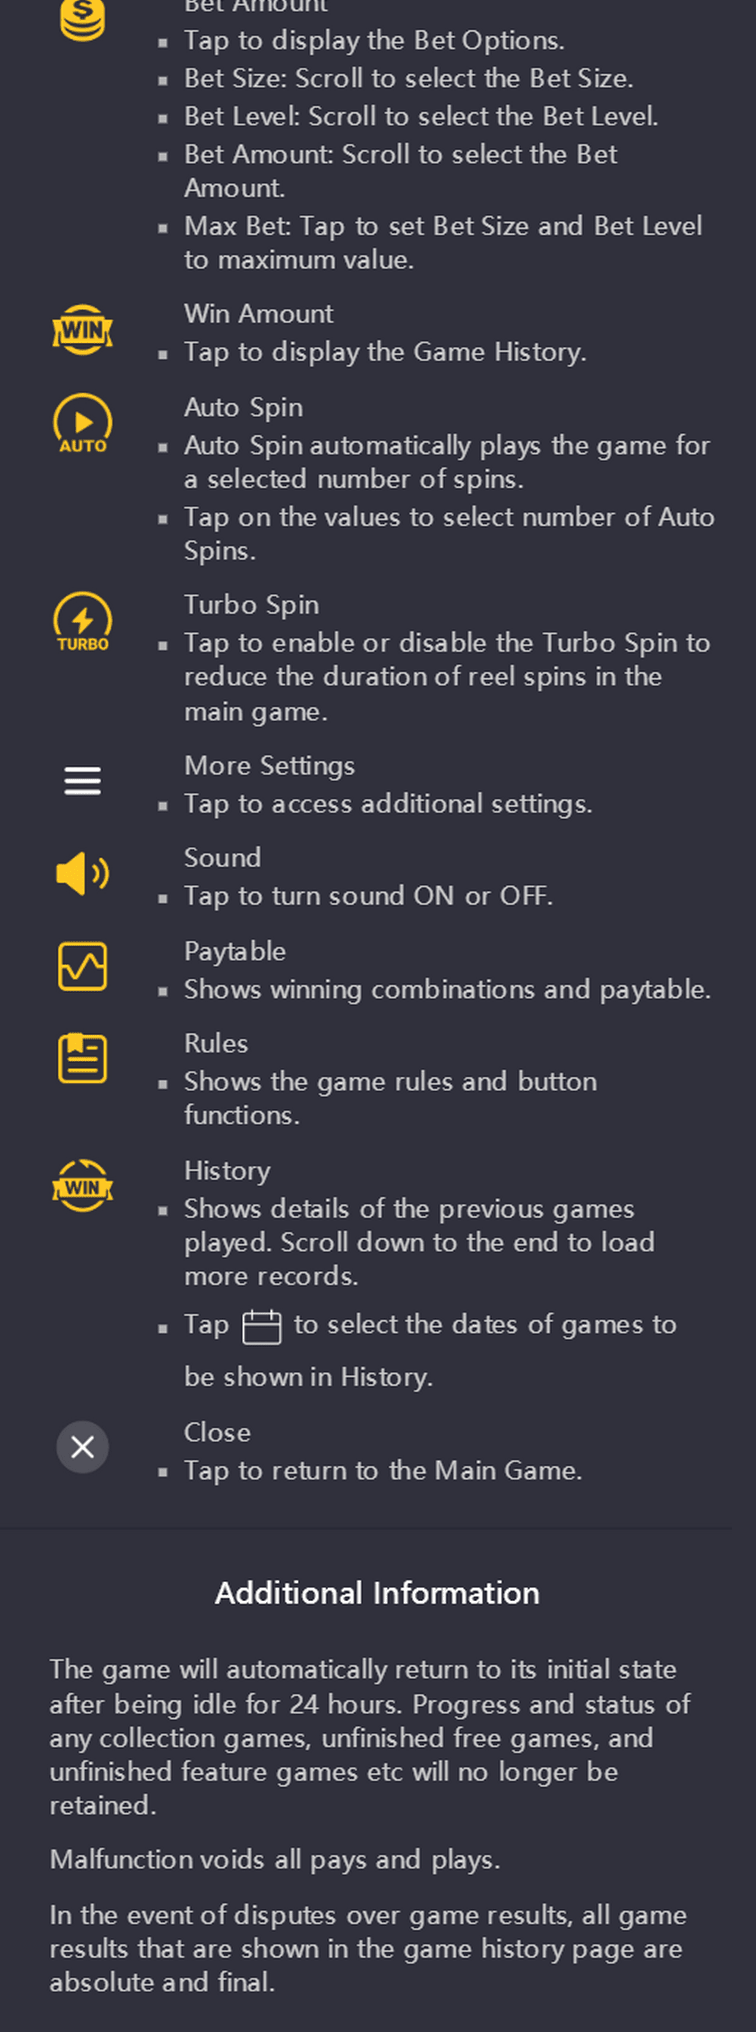 Bet Amount
▪ Tap to display the Bet Options.
▪ Bet Size: Scroll to select the Bet Size.
▪ Bet Level: Scroll to select the Bet Level.
▪ Bet Amount: Scroll to select the Bet
Amount.
▪ Max Bet: Tap to set Bet Size and Bet Level
to maximum value.
WIN
Win Amount
▪ Tap to display the Game History.
AUTO
Auto Spin
▪ Auto Spin automatically plays the game for
a selected number of spins.
▪ Tap on the values to select number of Auto
Spins.
TURBO
Turbo Spin
▪ Tap to enable or disable the Turbo Spin to
reduce the duration of reel spins in the
main game.
More Settings
▪ Tap to access additional settings.
Sound
▪ Tap to turn sound ON or OFF.
Paytable
▪ Shows winning combinations and paytable.
Rules
▪ Shows the game rules and button
functions.
WIN
History
▪ Shows details of the previous games
played. Scroll down to the end to load
more records.
▪ Tap to select the dates of games to
be shown in History.
Close
▪ Tap to return to the Main Game.
Additional Information
The game will automatically return to its initial state
after being idle for 24 hours. Progress and status of
any collection games, unfinished free games, and
unfinished feature games etc will no longer be
retained.
Malfunction voids all pays and plays.
In the event of disputes over game results, all game
results that are shown in the game history page are
absolute and final.